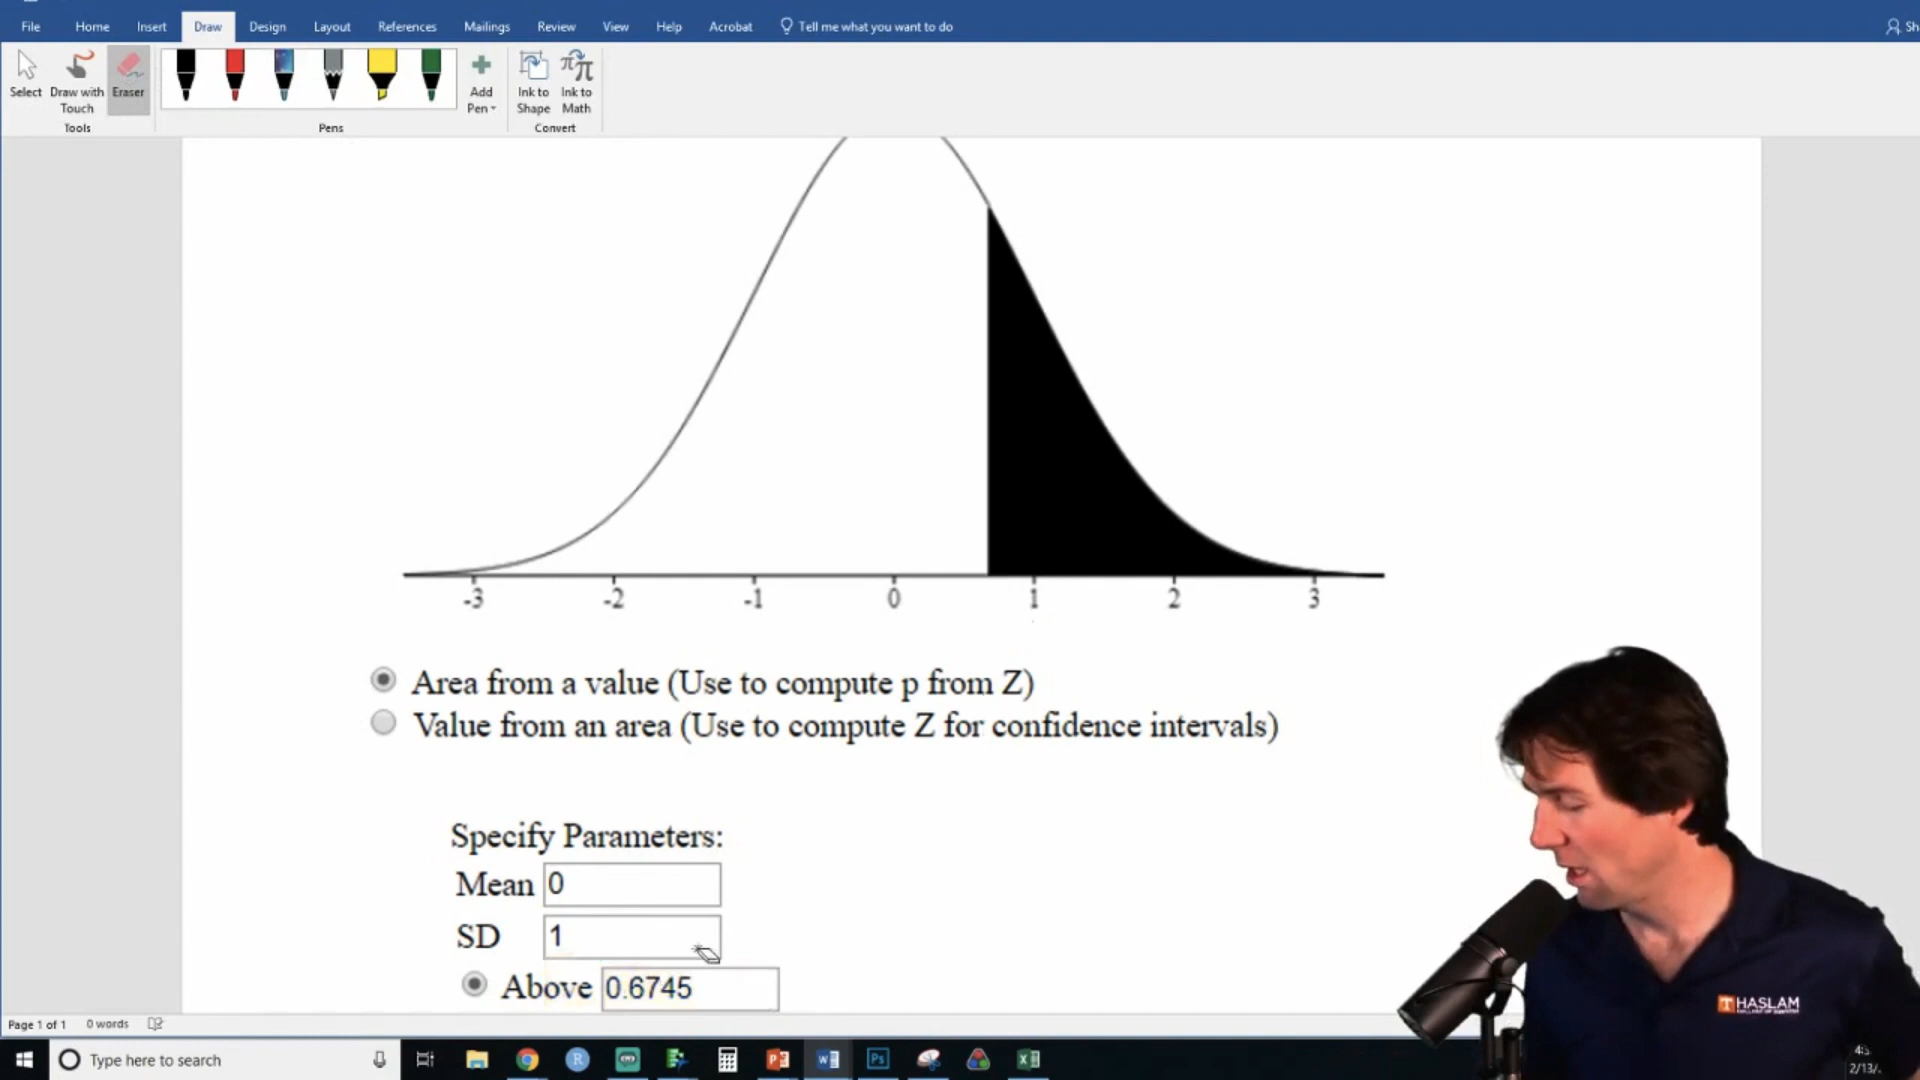 File Home Insert Draw Design Layout References Mailings Review View Help Acrobat Tell me what you want to do Sh
Select Draw with Touch Eraser Add Pen Ink to Shape Ink to Math
Tools Pens Convert
-3 -2 -1 0 1 2 3
Area from a value (Use to compute p from Z)
Value from an area (Use to compute Z for confidence intervals)
Specify Parameters:
Mean 0
SD 1
Above 0.6745
T HASLAM
Page 1 of 1 0 words
Type here to search
R P W Ps X
2/13/